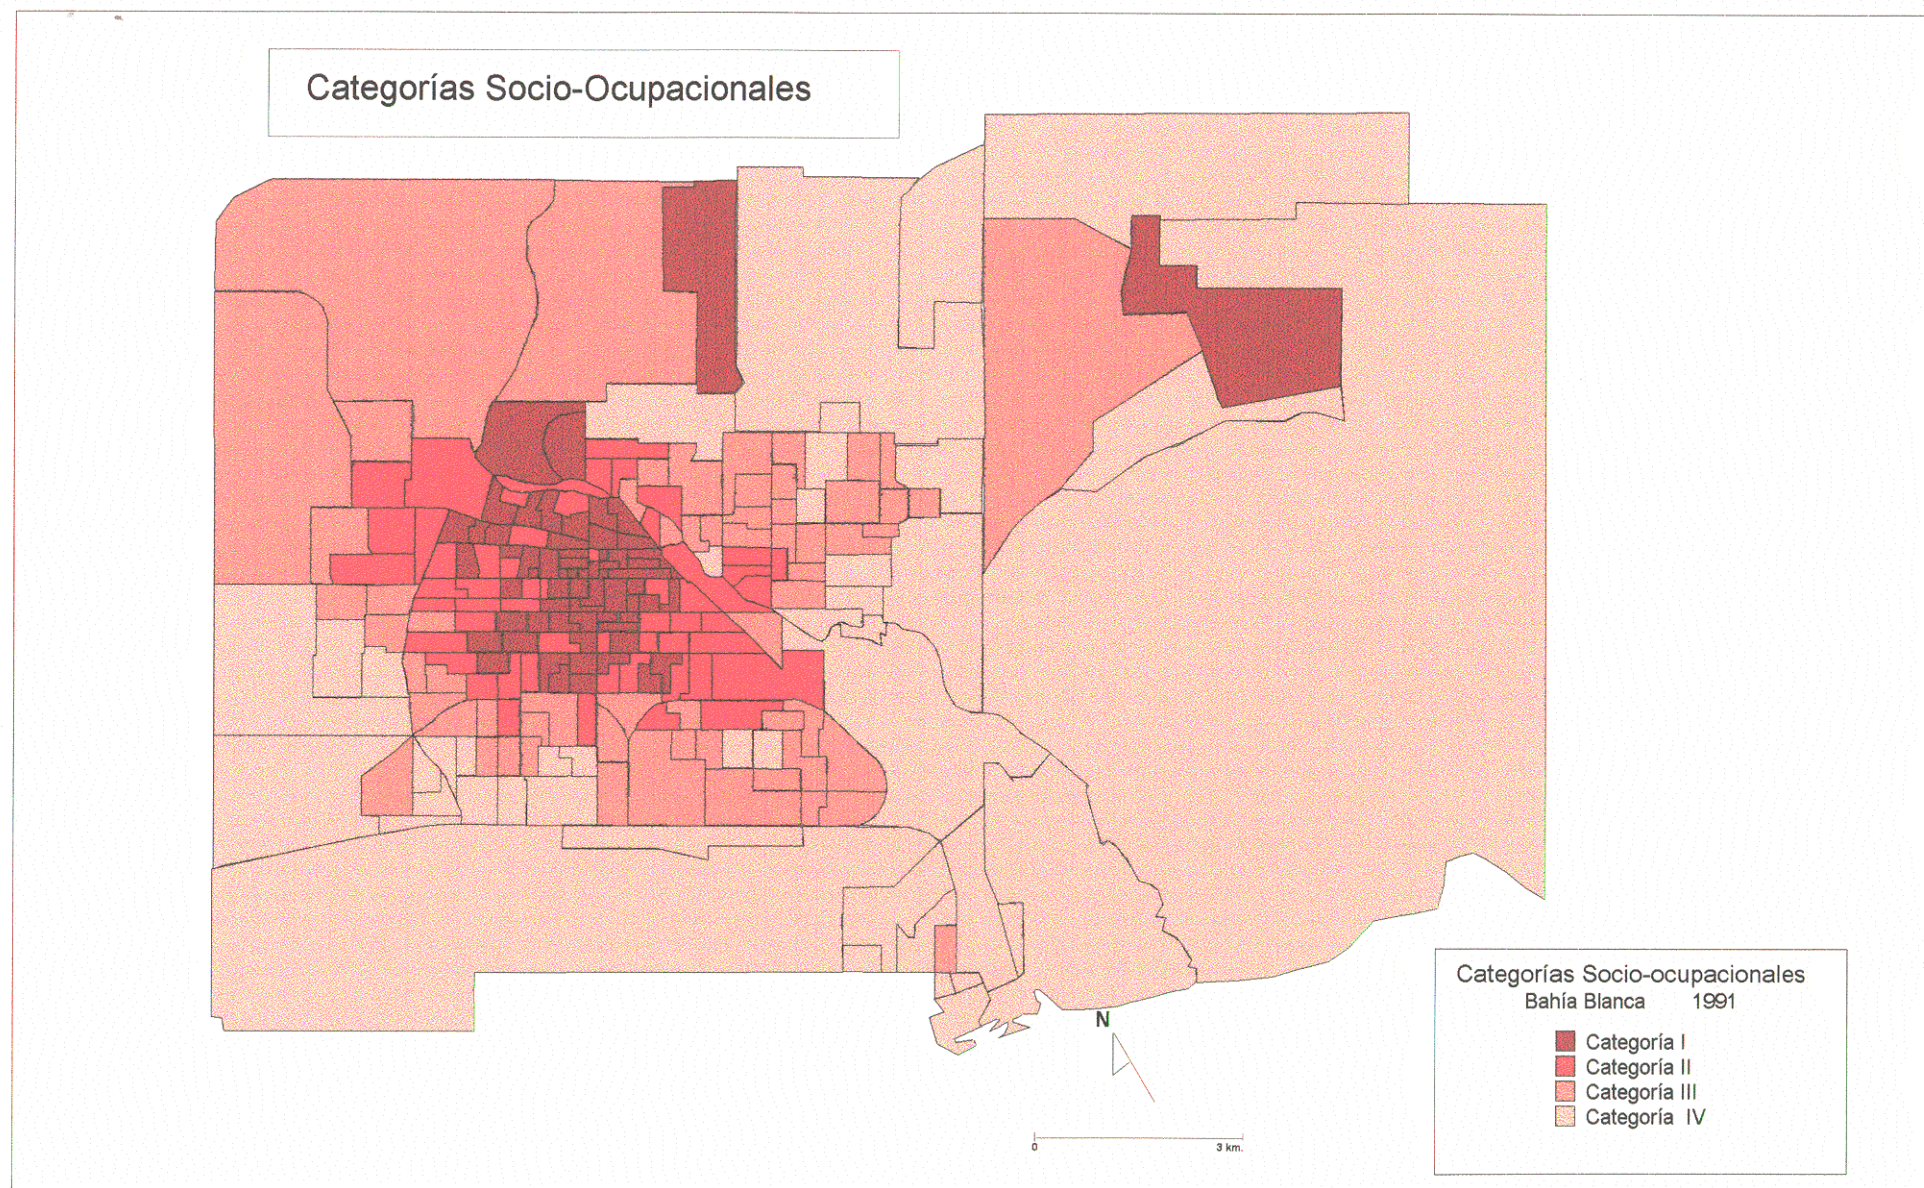 Categorías Socio-Ocupacionales
Categorías Socio-ocupacionales
Bahía Blanca 1991
Categoría I
Categoría II
Categoría III
Categoría IV
N
0 3 km.